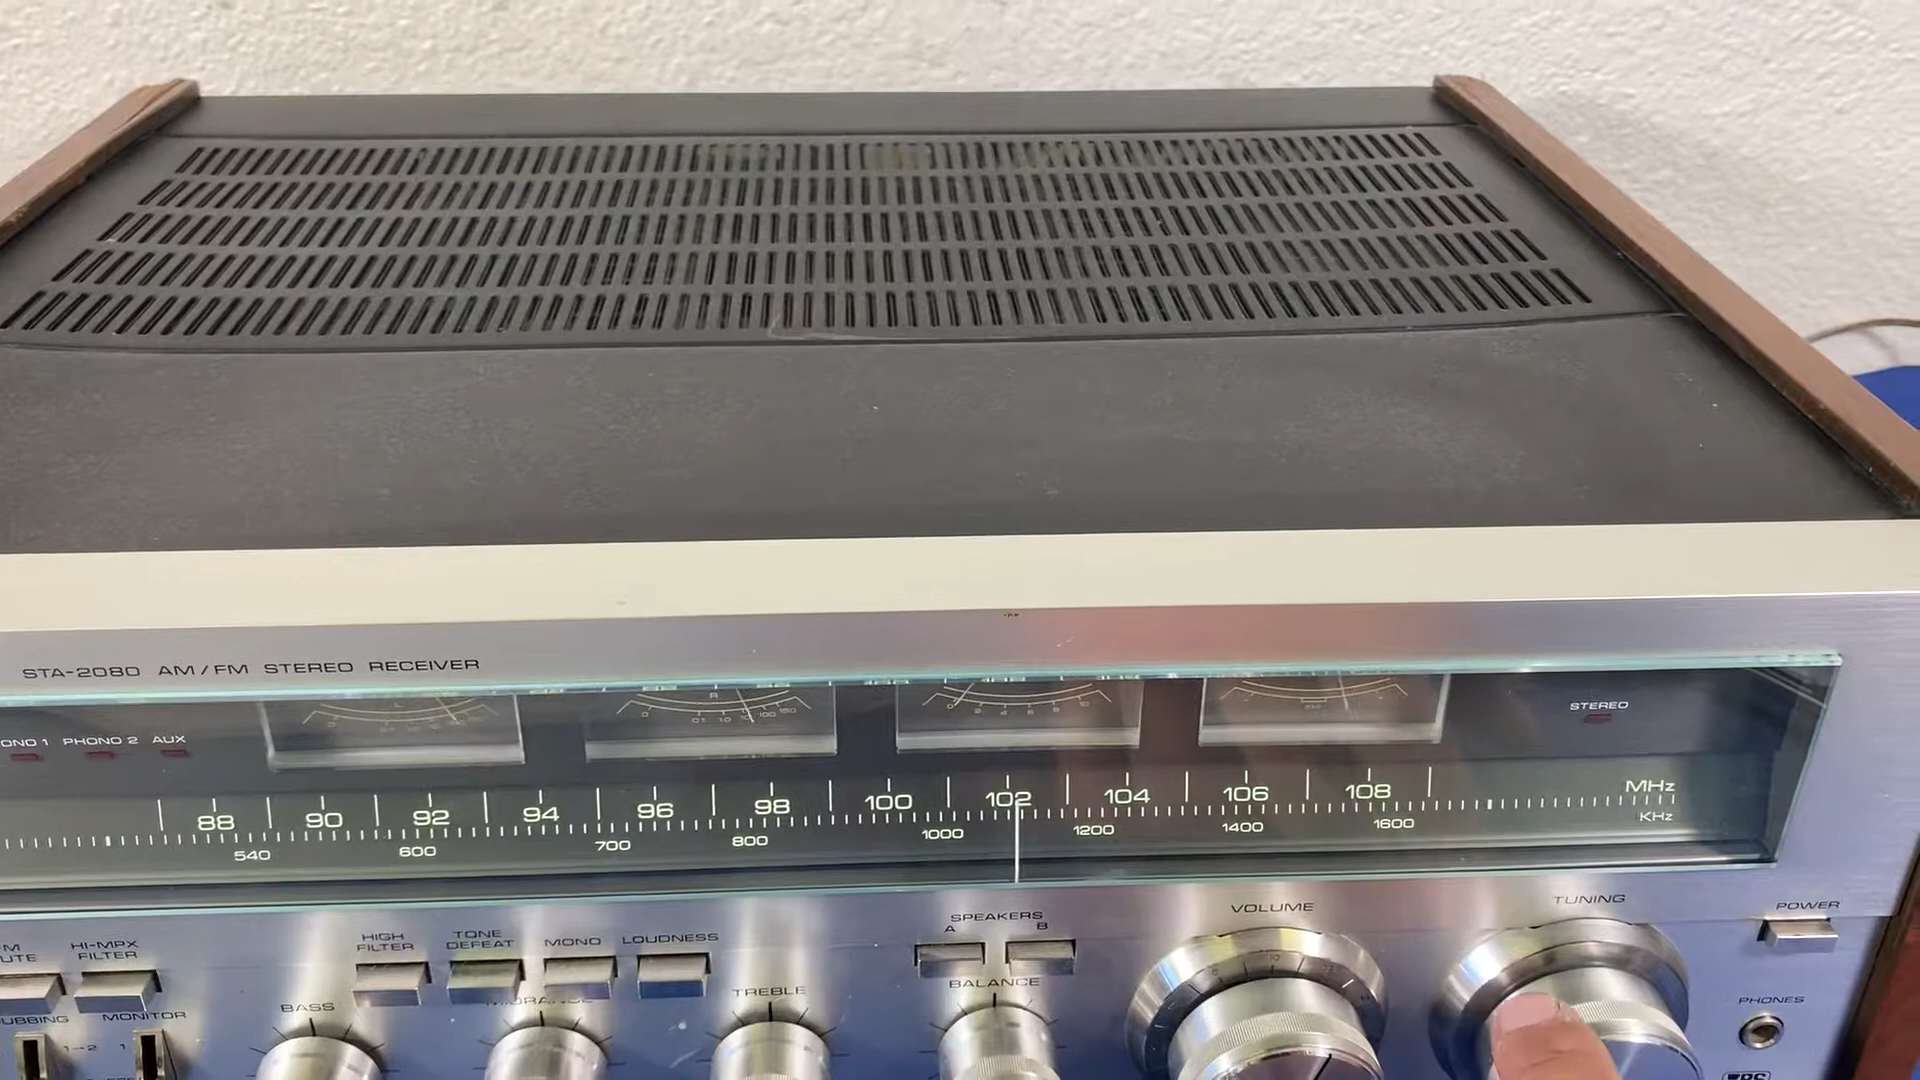 STA-2080 AM/FM STEREO RECEIVER
STEREO
PHONO 2 AUX
L
R
88 90 92 94 96 98 100 102 104 106 108 MHz
540 600 700 800 1000 1200 1400 1600 KHz
SPEAKERS
A B
VOLUME
TUNING
POWER
HI-MPX
FILTER
HIGH
FILTER
TONE
DEFEAT
MONO
LOUDNESS
BALANCE
BASS
MIDRANGE
TREBLE
PHONES
MONITOR